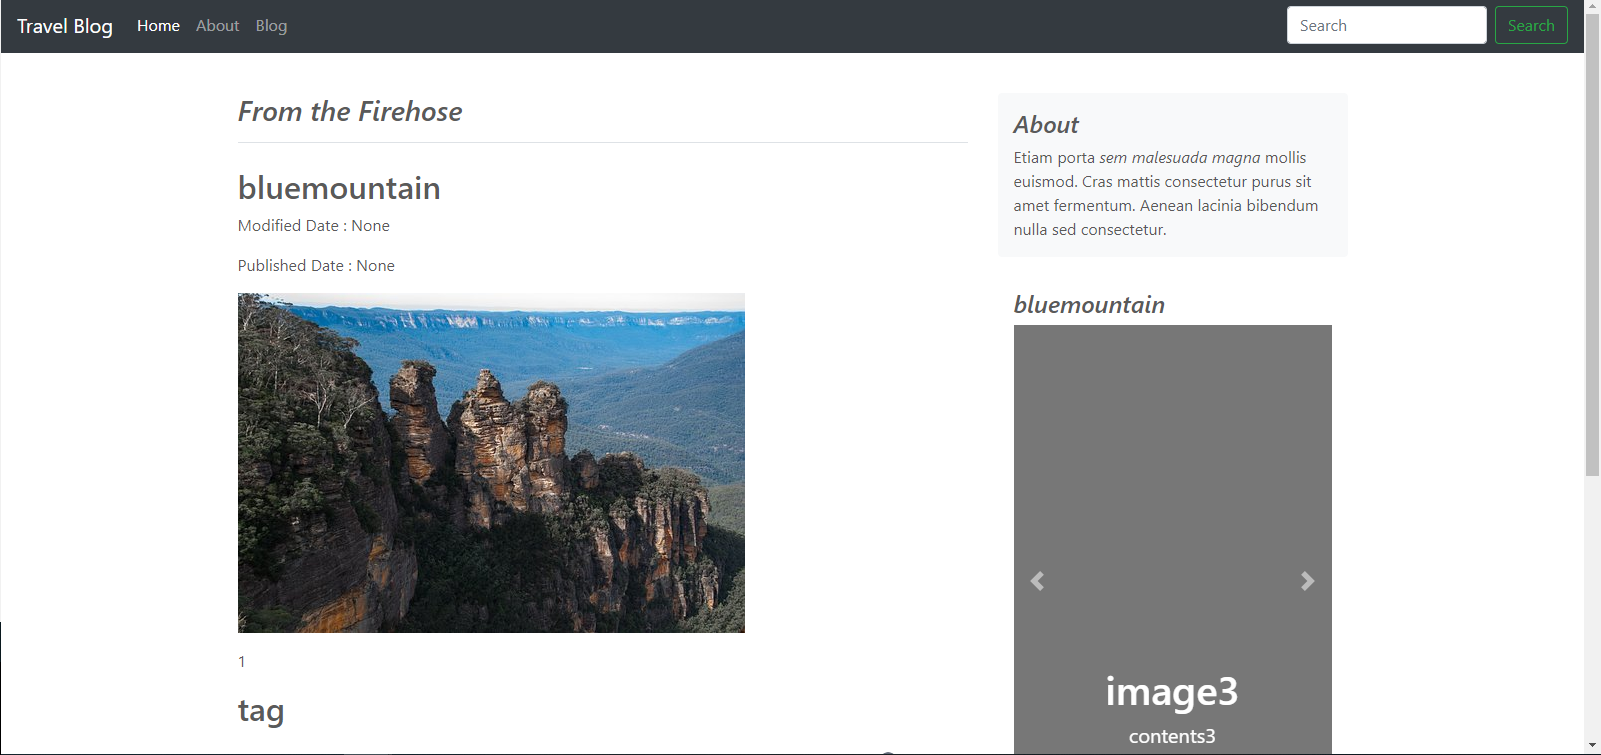 Travel Blog Home About Blog Search Search
From the Firehose
bluemountain
Modified Date : None
Published Date : None
1
tag
About
Etiam porta sem malesuada magna mollis
euismod. Cras mattis consectetur purus sit
amet fermentum. Aenean lacinia bibendum
nulla sed consectetur.
bluemountain
image3
contents3